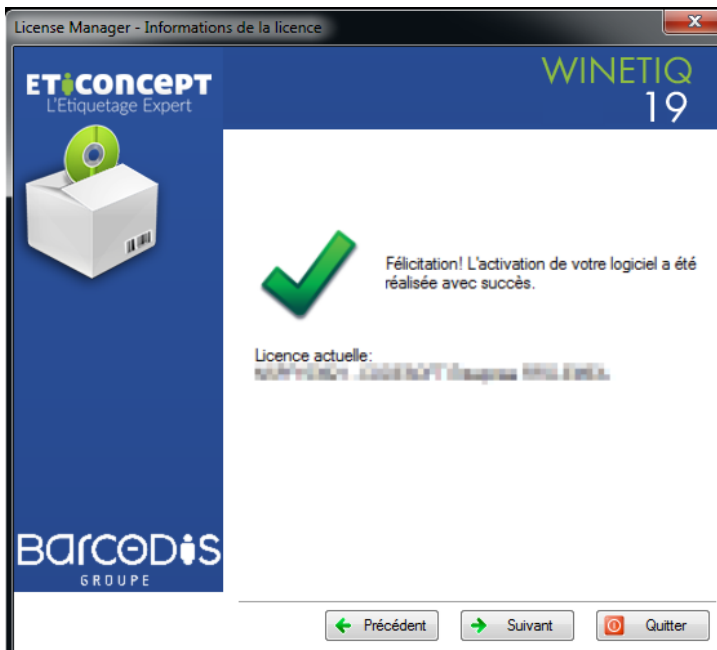 License Manager - Informations de la licence
ETiCONCEPT
L'Etiquetage Expert
WINETIQ
19
Félicitation! L'activation de votre logiciel a été
réalisée avec succès.
Licence actuelle:
BARCODiS
GROUPE
Précédent
Suivant
Quitter